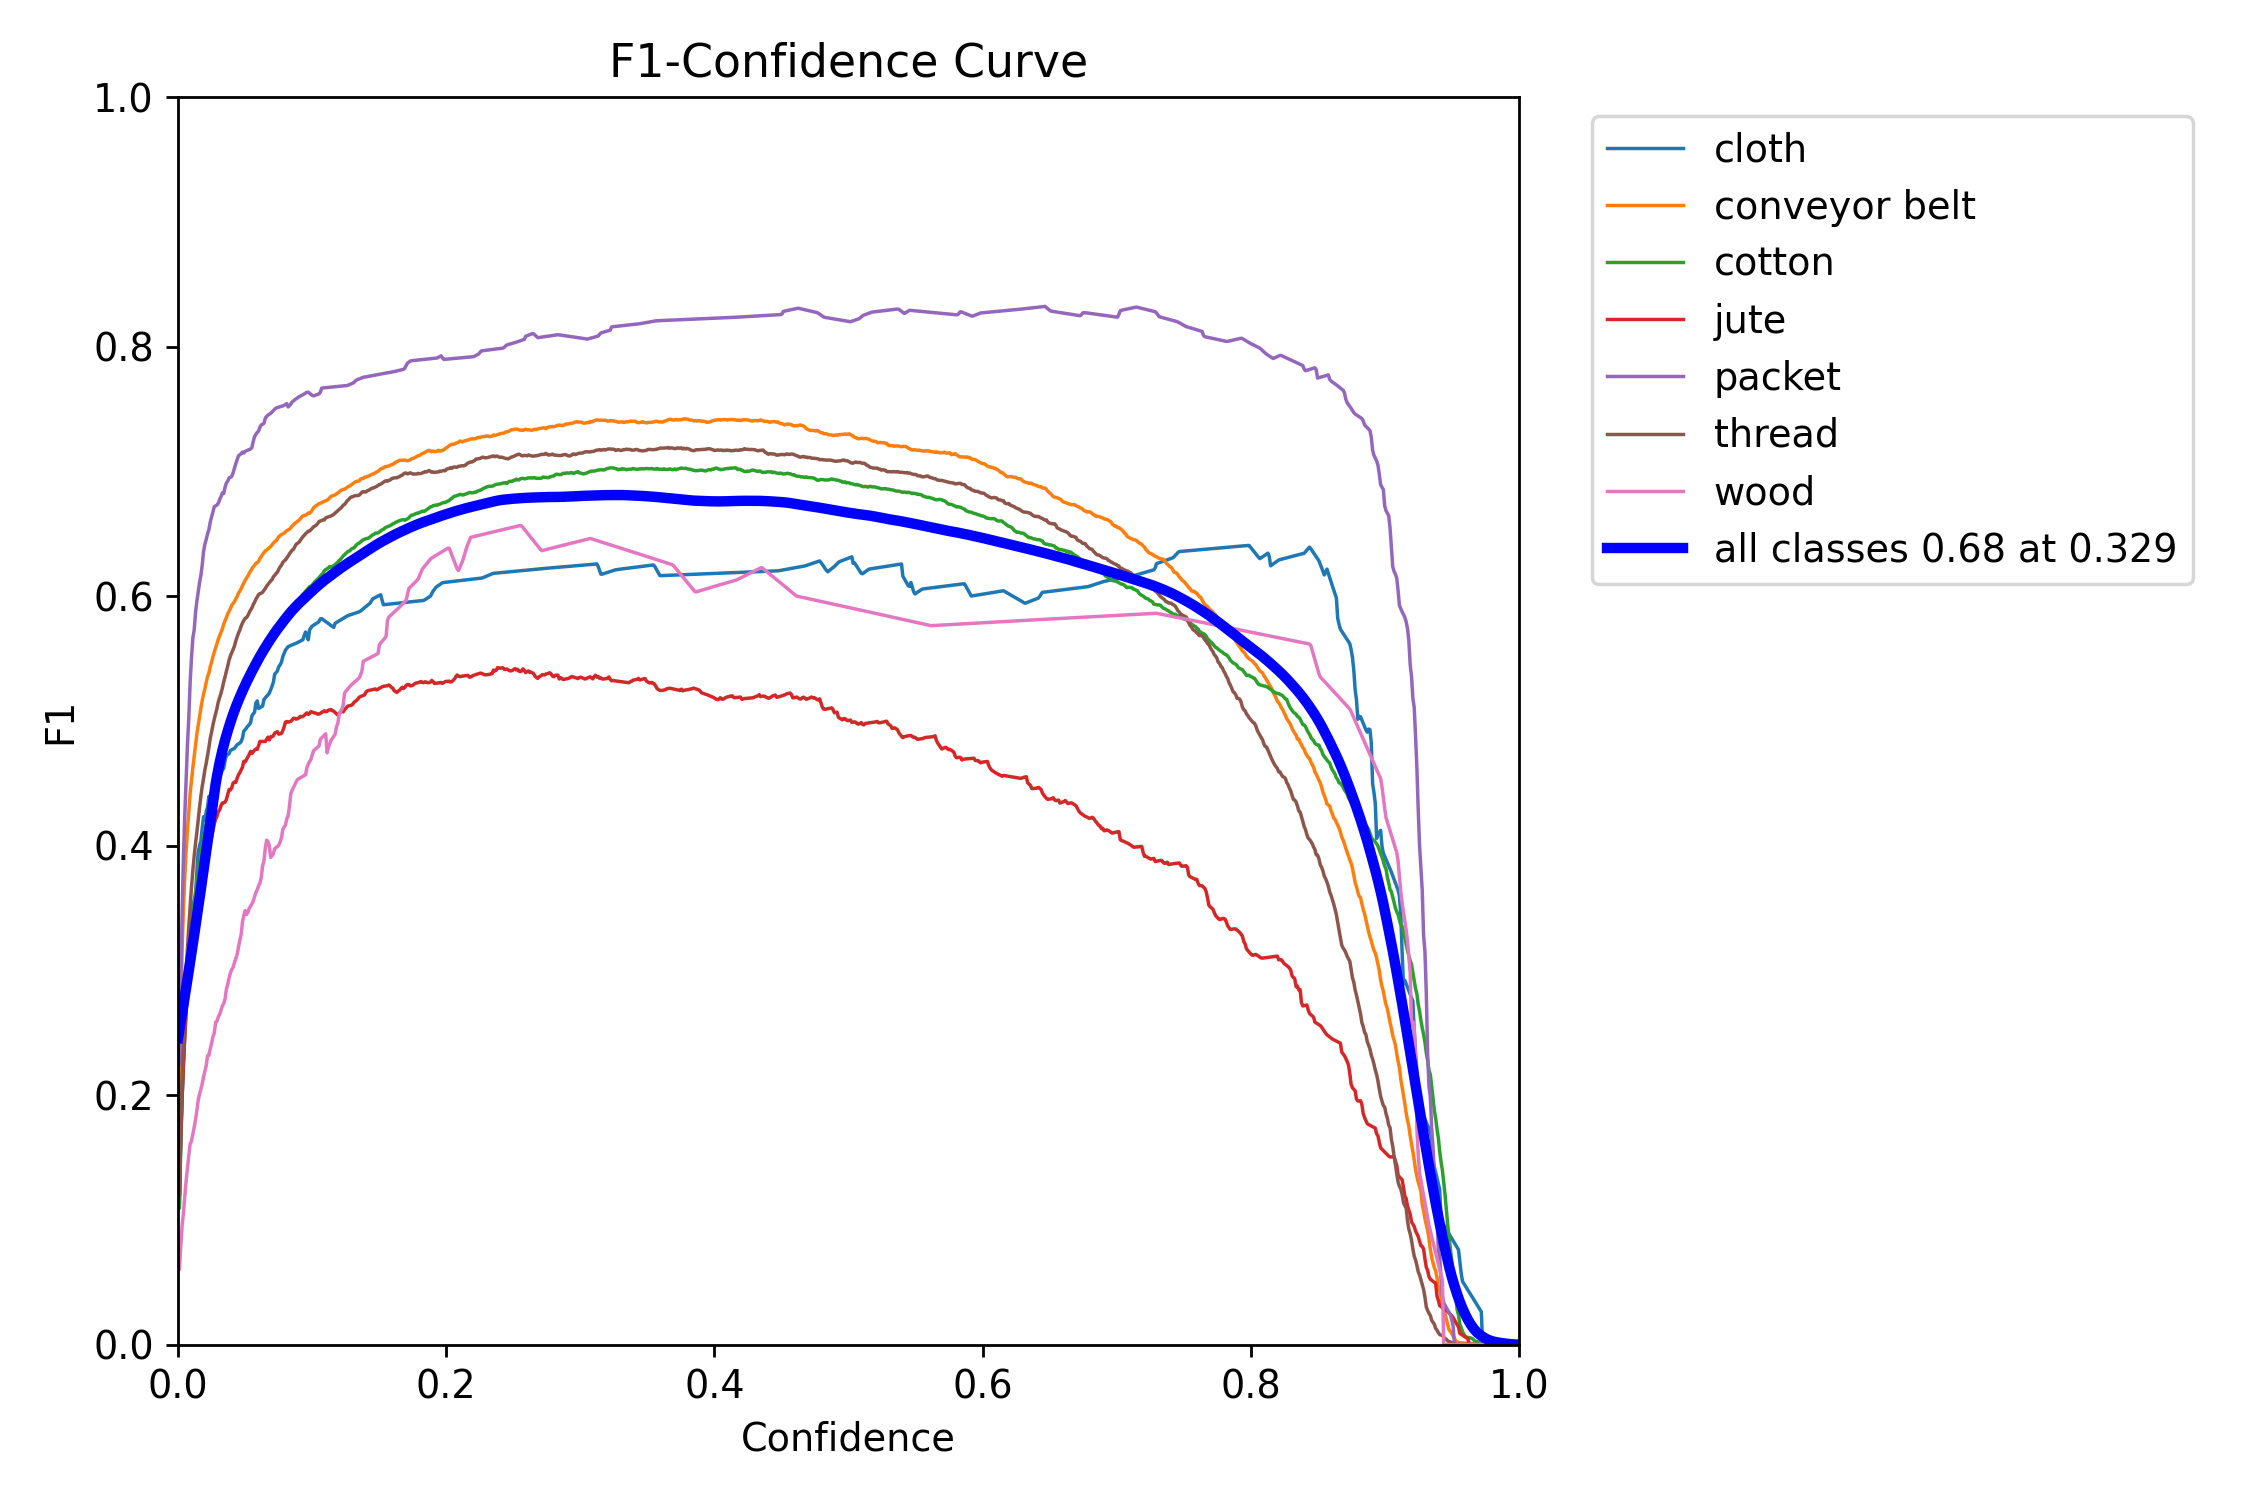 F1-Confidence Curve
1.0
0.8
0.6
0.4
0.2
0.0
F1
0.0 0.2 0.4 0.6 0.8 1.0
Confidence
cloth
conveyor belt
cotton
jute
packet
thread
wood
all classes 0.68 at 0.329